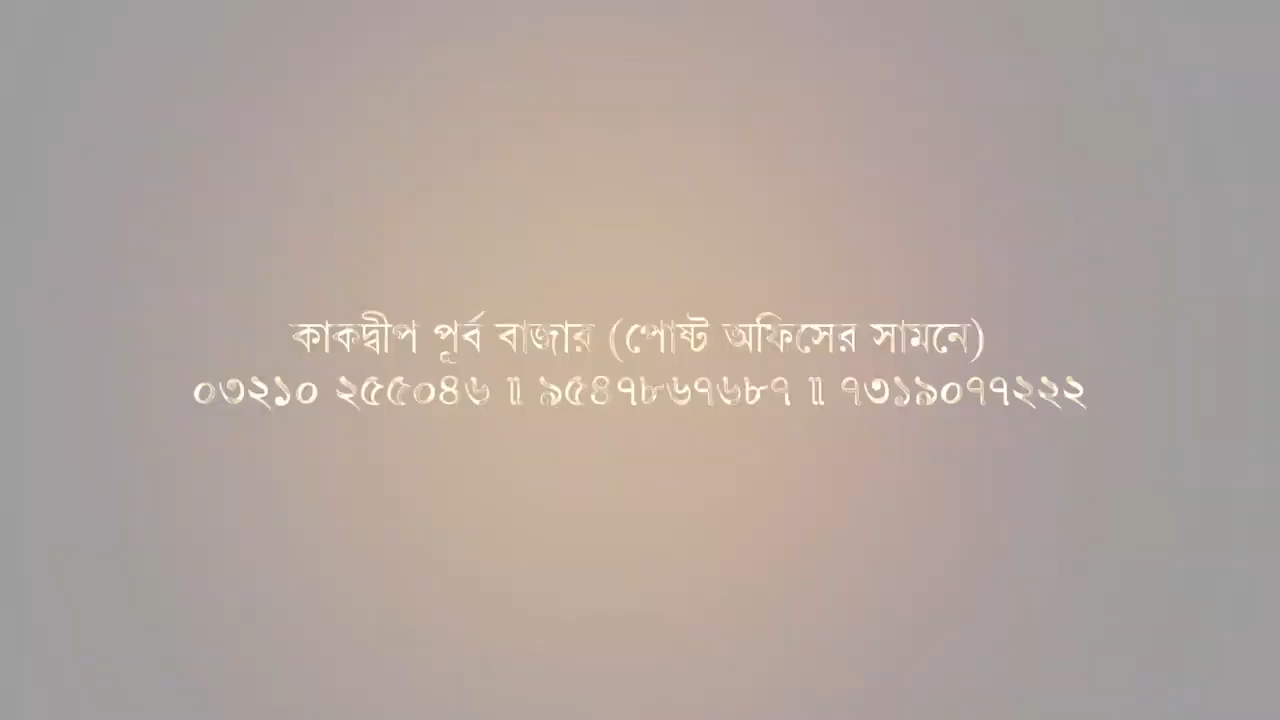 কাকদ্বীপ পূর্ব বাজার (পোষ্ট অফিসের সামনে)
০৩২১০ ২৫৫০৪৬ ॥ ৯৫৪৭৮৬৭৬৮৭ ॥ ৭৩১৯০৭৭২২২